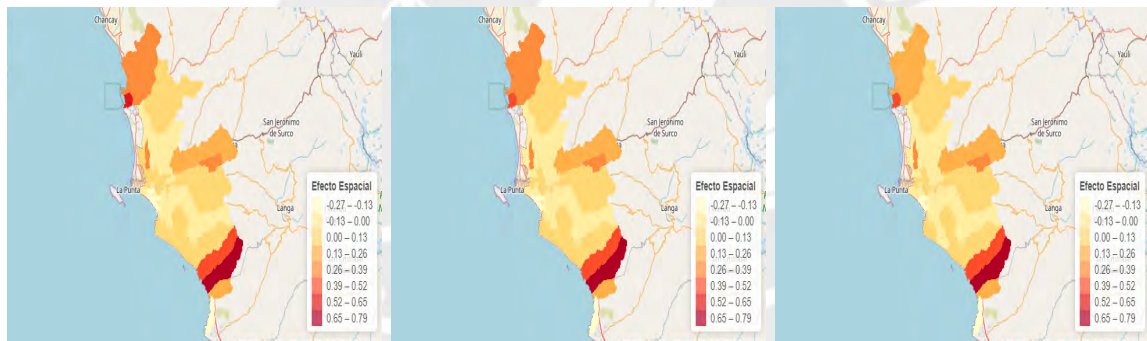 Chancay
Yauli
San Jerónimo
de Surco
La Punta
Langa
Efecto Espacial
-0.27 – -0.13
-0.13 – 0.00
0.00 – 0.13
0.13 – 0.26
0.26 – 0.39
0.39 – 0.52
0.52 – 0.65
0.65 – 0.79
Chancay
Yauli
San Jerónimo
de Surco
La Punta
Langa
Efecto Espacial
-0.27 – -0.13
-0.13 – 0.00
0.00 – 0.13
0.13 – 0.26
0.26 – 0.39
0.39 – 0.52
0.52 – 0.65
0.65 – 0.79
Chancay
Yauli
San Jerónimo
de Surco
La Punta
Langa
Efecto Espacial
-0.27 – -0.13
-0.13 – 0.00
0.00 – 0.13
0.13 – 0.26
0.26 – 0.39
0.39 – 0.52
0.52 – 0.65
0.65 – 0.79